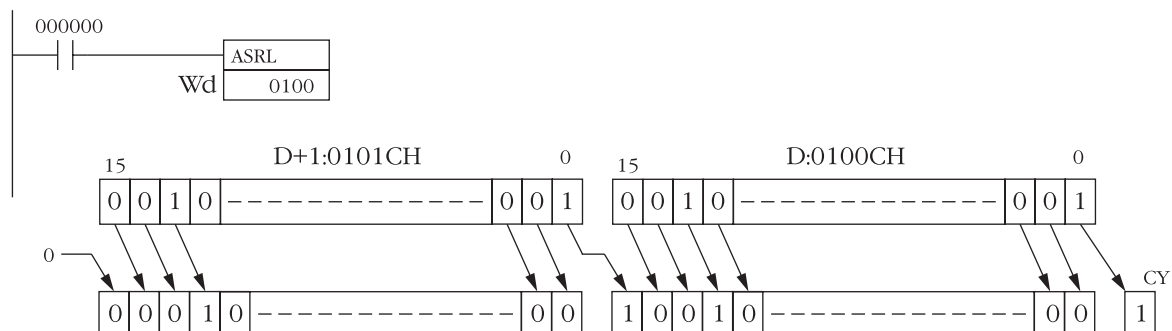 000000
ASRL
Wd 0100
15 D+1:0101CH 0 15 D:0100CH 0
0 0 1 0 0 0 1 0 0 1 0 0 0 1
0 CY
0 0 0 1 0 0 0 1 0 0 1 0 0 0 1